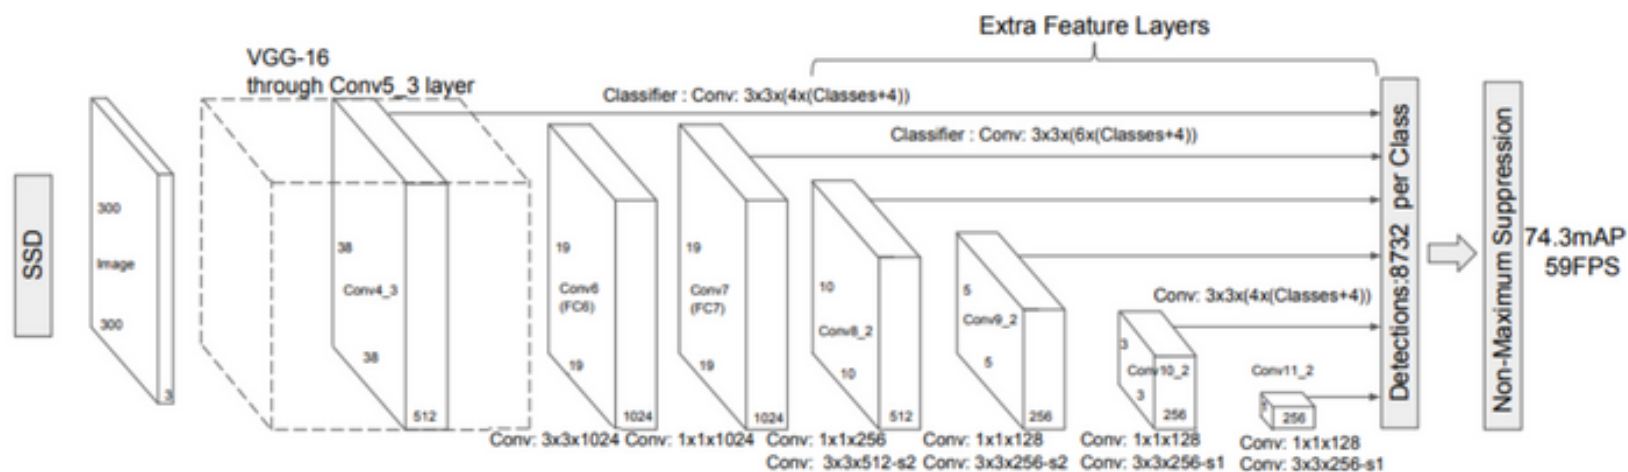 Extra Feature Layers
VGG-16
through Conv5_3 layer
Classifier : Conv: 3x3x(4x(Classes+4))
Classifier : Conv: 3x3x(6x(Classes+4))
SSD
300
Image
300
3
38
Conv4_3
38
512
19
Conv6
(FC6)
19
1024
19
Conv7
(FC7)
19
1024
10
Conv8_2
10
512
5
Conv9_2
5
256
Conv: 3x3x(4x(Classes+4))
3
Conv10_2
3
256
Conv11_2
256
Conv: 3x3x1024
Conv: 1x1x1024
Conv: 1x1x256
Conv: 3x3x512-s2
Conv: 1x1x128
Conv: 3x3x256-s2
Conv: 1x1x128
Conv: 3x3x256-s1
Conv: 1x1x128
Conv: 3x3x256-s1
Detections:8732 per Class
Non-Maximum Suppression
74.3mAP
59FPS